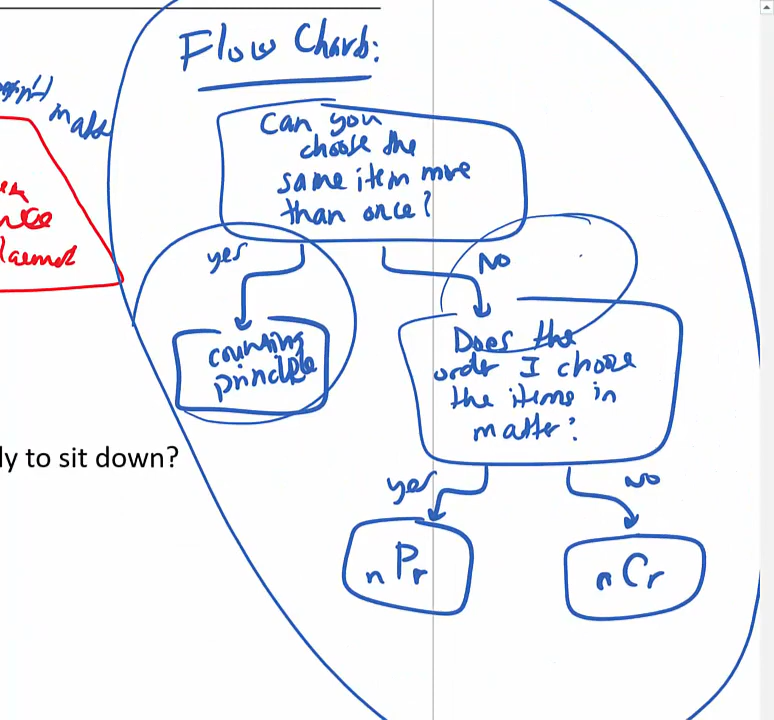 Flow Chart:
Can you
choose the
same item more
than once?
yes
No
counting
principle
Does the
order I choose
the items in
matter?
ly to sit down?
yes
No
nPr
nCr